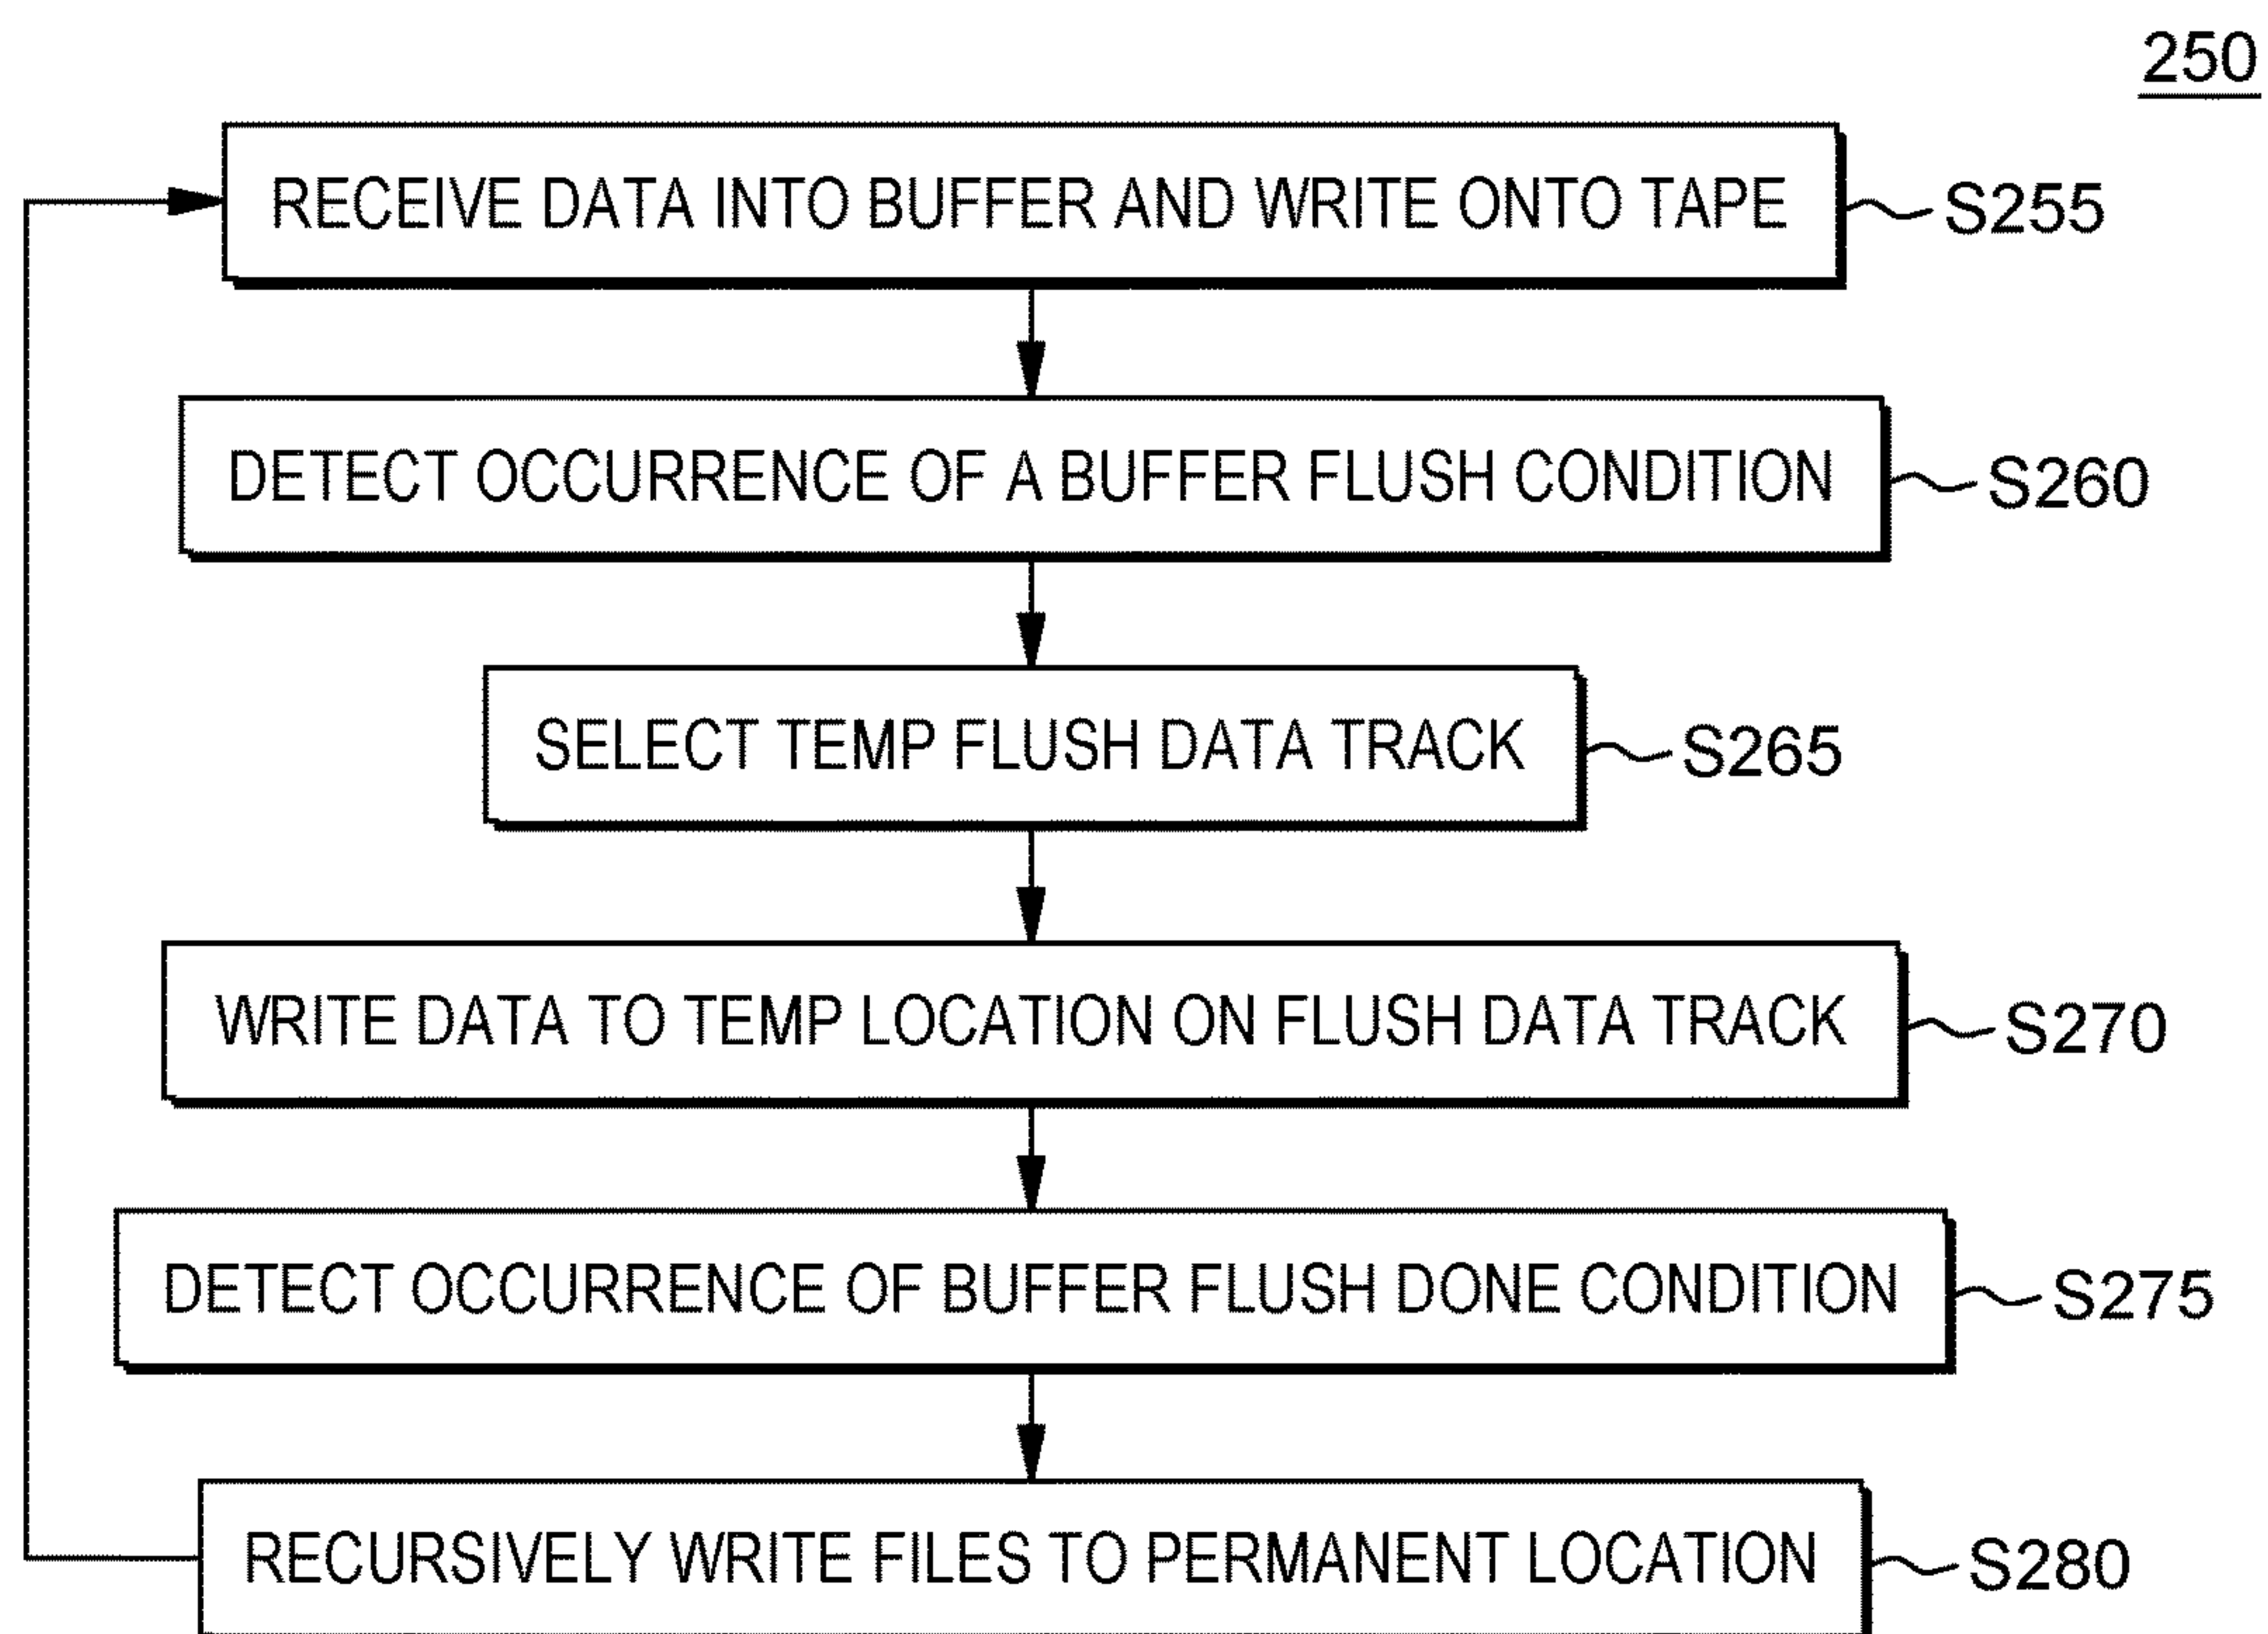 250
RECEIVE DATA INTO BUFFER AND WRITE ONTO TAPE S255
DETECT OCCURRENCE OF A BUFFER FLUSH CONDITION S260
SELECT TEMP FLUSH DATA TRACK S265
WRITE DATA TO TEMP LOCATION ON FLUSH DATA TRACK S270
DETECT OCCURRENCE OF BUFFER FLUSH DONE CONDITION S275
RECURSIVELY WRITE FILES TO PERMANENT LOCATION S280